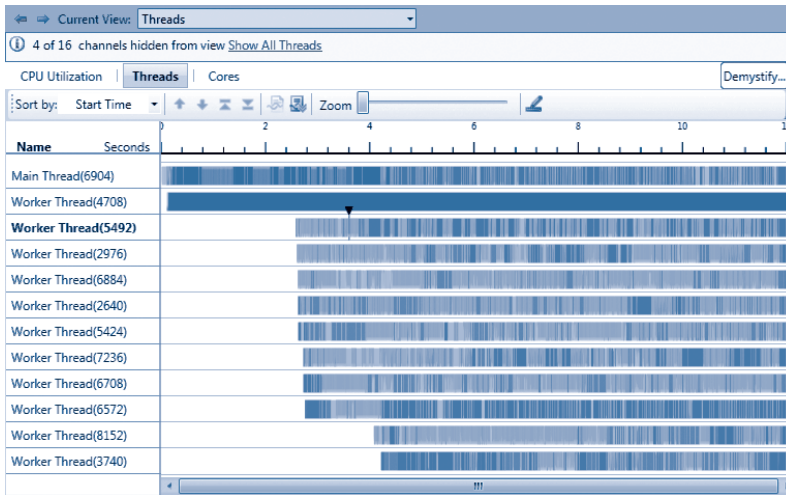 Current View: Threads
4 of 16 channels hidden from view Show All Threads
CPU Utilization Threads Cores Demystify...
Sort by: Start Time Zoom
Name Seconds 0 2 4 6 8 10
Main Thread(6904)
Worker Thread(4708)
Worker Thread(5492)
Worker Thread(2976)
Worker Thread(6884)
Worker Thread(2640)
Worker Thread(5424)
Worker Thread(7236)
Worker Thread(6708)
Worker Thread(6572)
Worker Thread(8152)
Worker Thread(3740)